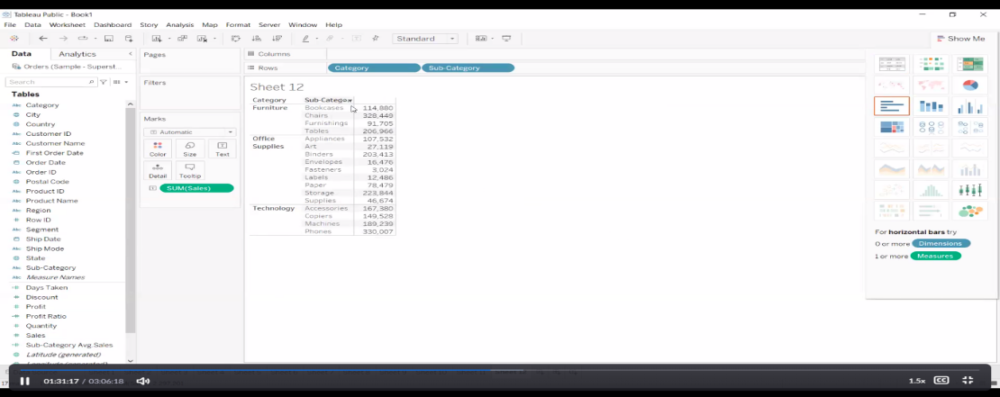 Tableau Public - Book1
File Data Worksheet Dashboard Story Analysis Map Format Server Window Help
Standard
Show Me
Data Analytics
Pages
Columns
Orders (Sample - Superst...
Rows Category Sub-Category
Search
Filters
Sheet 12
Tables
Category Sub-Categor
Category
Furniture Bookcases 114,880
City
Chairs 328,449
Country
Marks
Furnishings 91,705
Customer ID
Automatic
Tables 206,966
Customer Name
Office Supplies Appliances 107,532
First Order Date
Art 27,119
Order Date
Color Size Text
Binders 203,413
Order ID
Envelopes 16,476
Postal Code
Detail Tooltip
Fasteners 3,024
Product ID
SUM(Sales)
Labels 12,486
Product Name
Paper 78,479
Region
Storage 223,844
Row ID
Supplies 46,674
Segment
Technology Accessories 167,380
Ship Date
Copiers 149,528
Ship Mode
Machines 189,239
State
Phones 330,007
Sub-Category
Measure Names
Days Taken
Discount
Profit
Profit Ratio
Quantity
Sales
Sub-Category Avg.Sales
Latitude (generated)
For horizontal bars try
0 or more Dimensions
1 or more Measures
01:31:17 / 03:06:18
1.5x CC